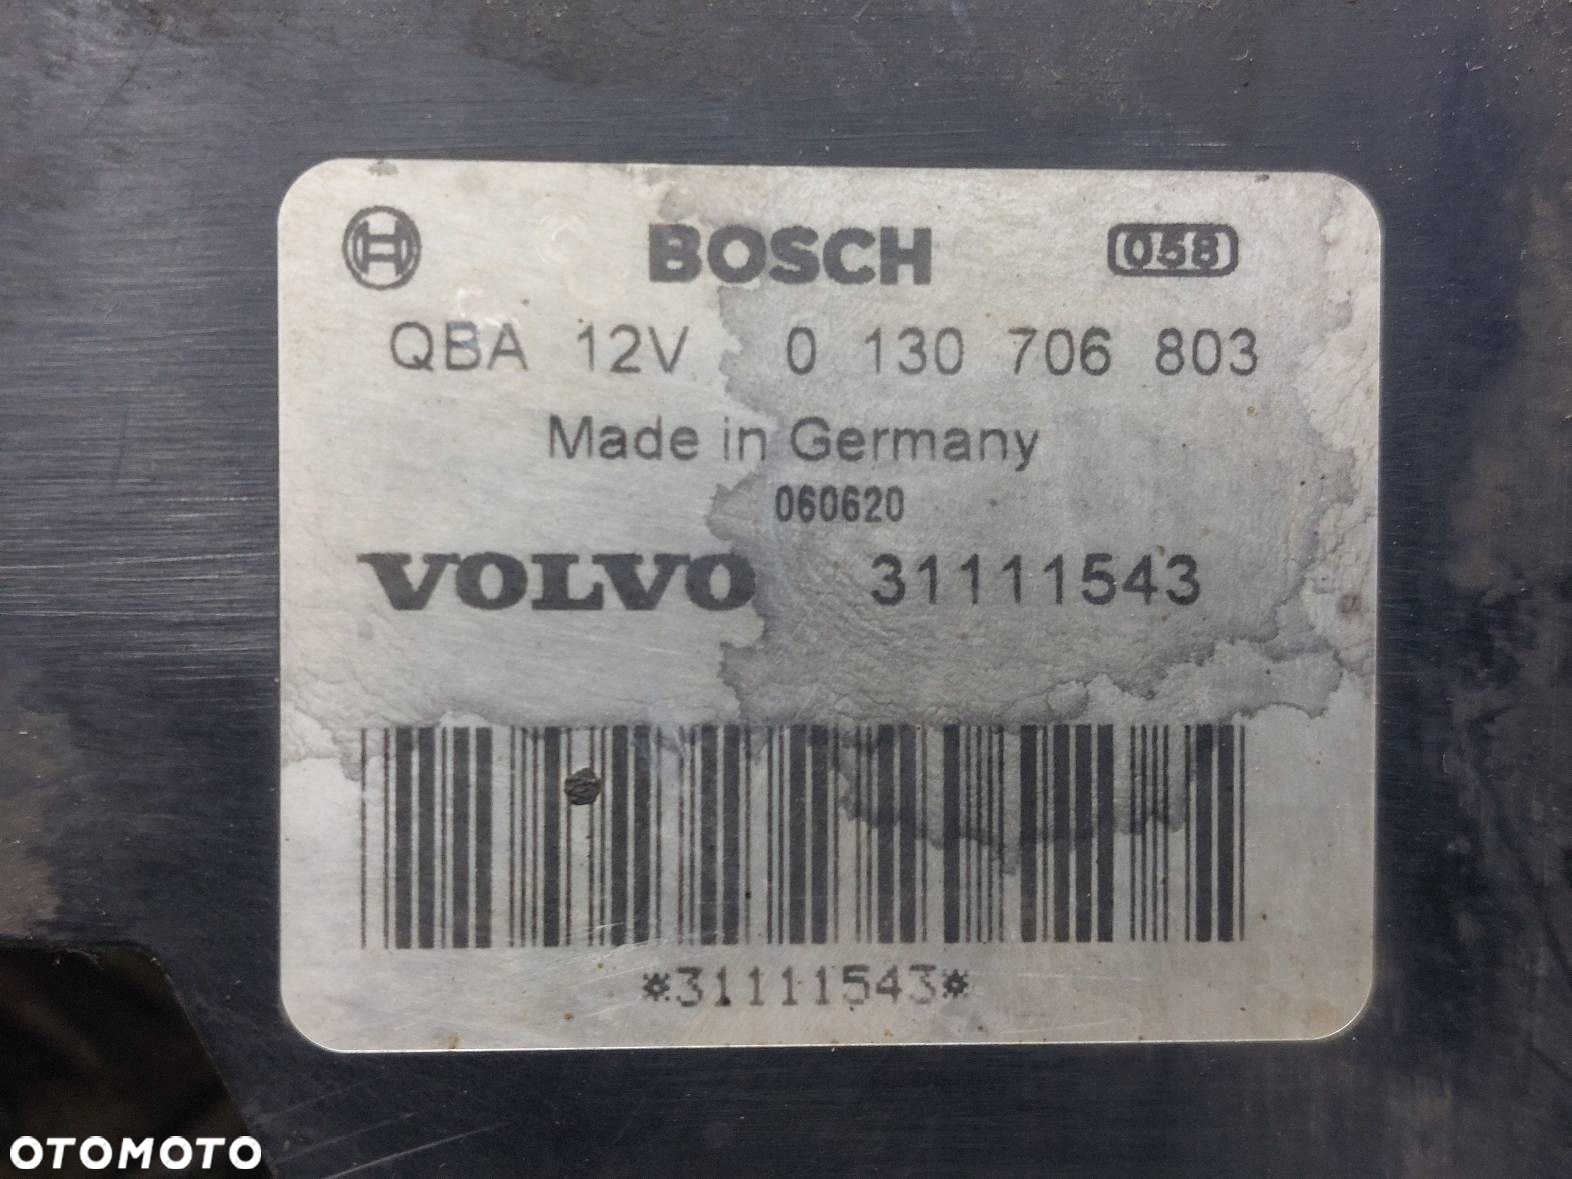 BOSCH 058
QBA 12V 0 130 706 803
Made in Germany
060620
VOLVO 31111543
*31111543*
OTOMOTO